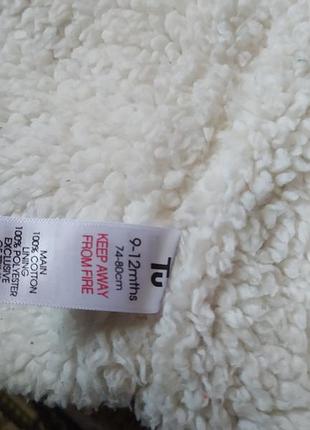 TU
9-12mths
74-80cm
KEEP AWAY
FROM FIRE
MAIN
100% COTTON
LINING
100% POLYESTER
EXCLUSIVE